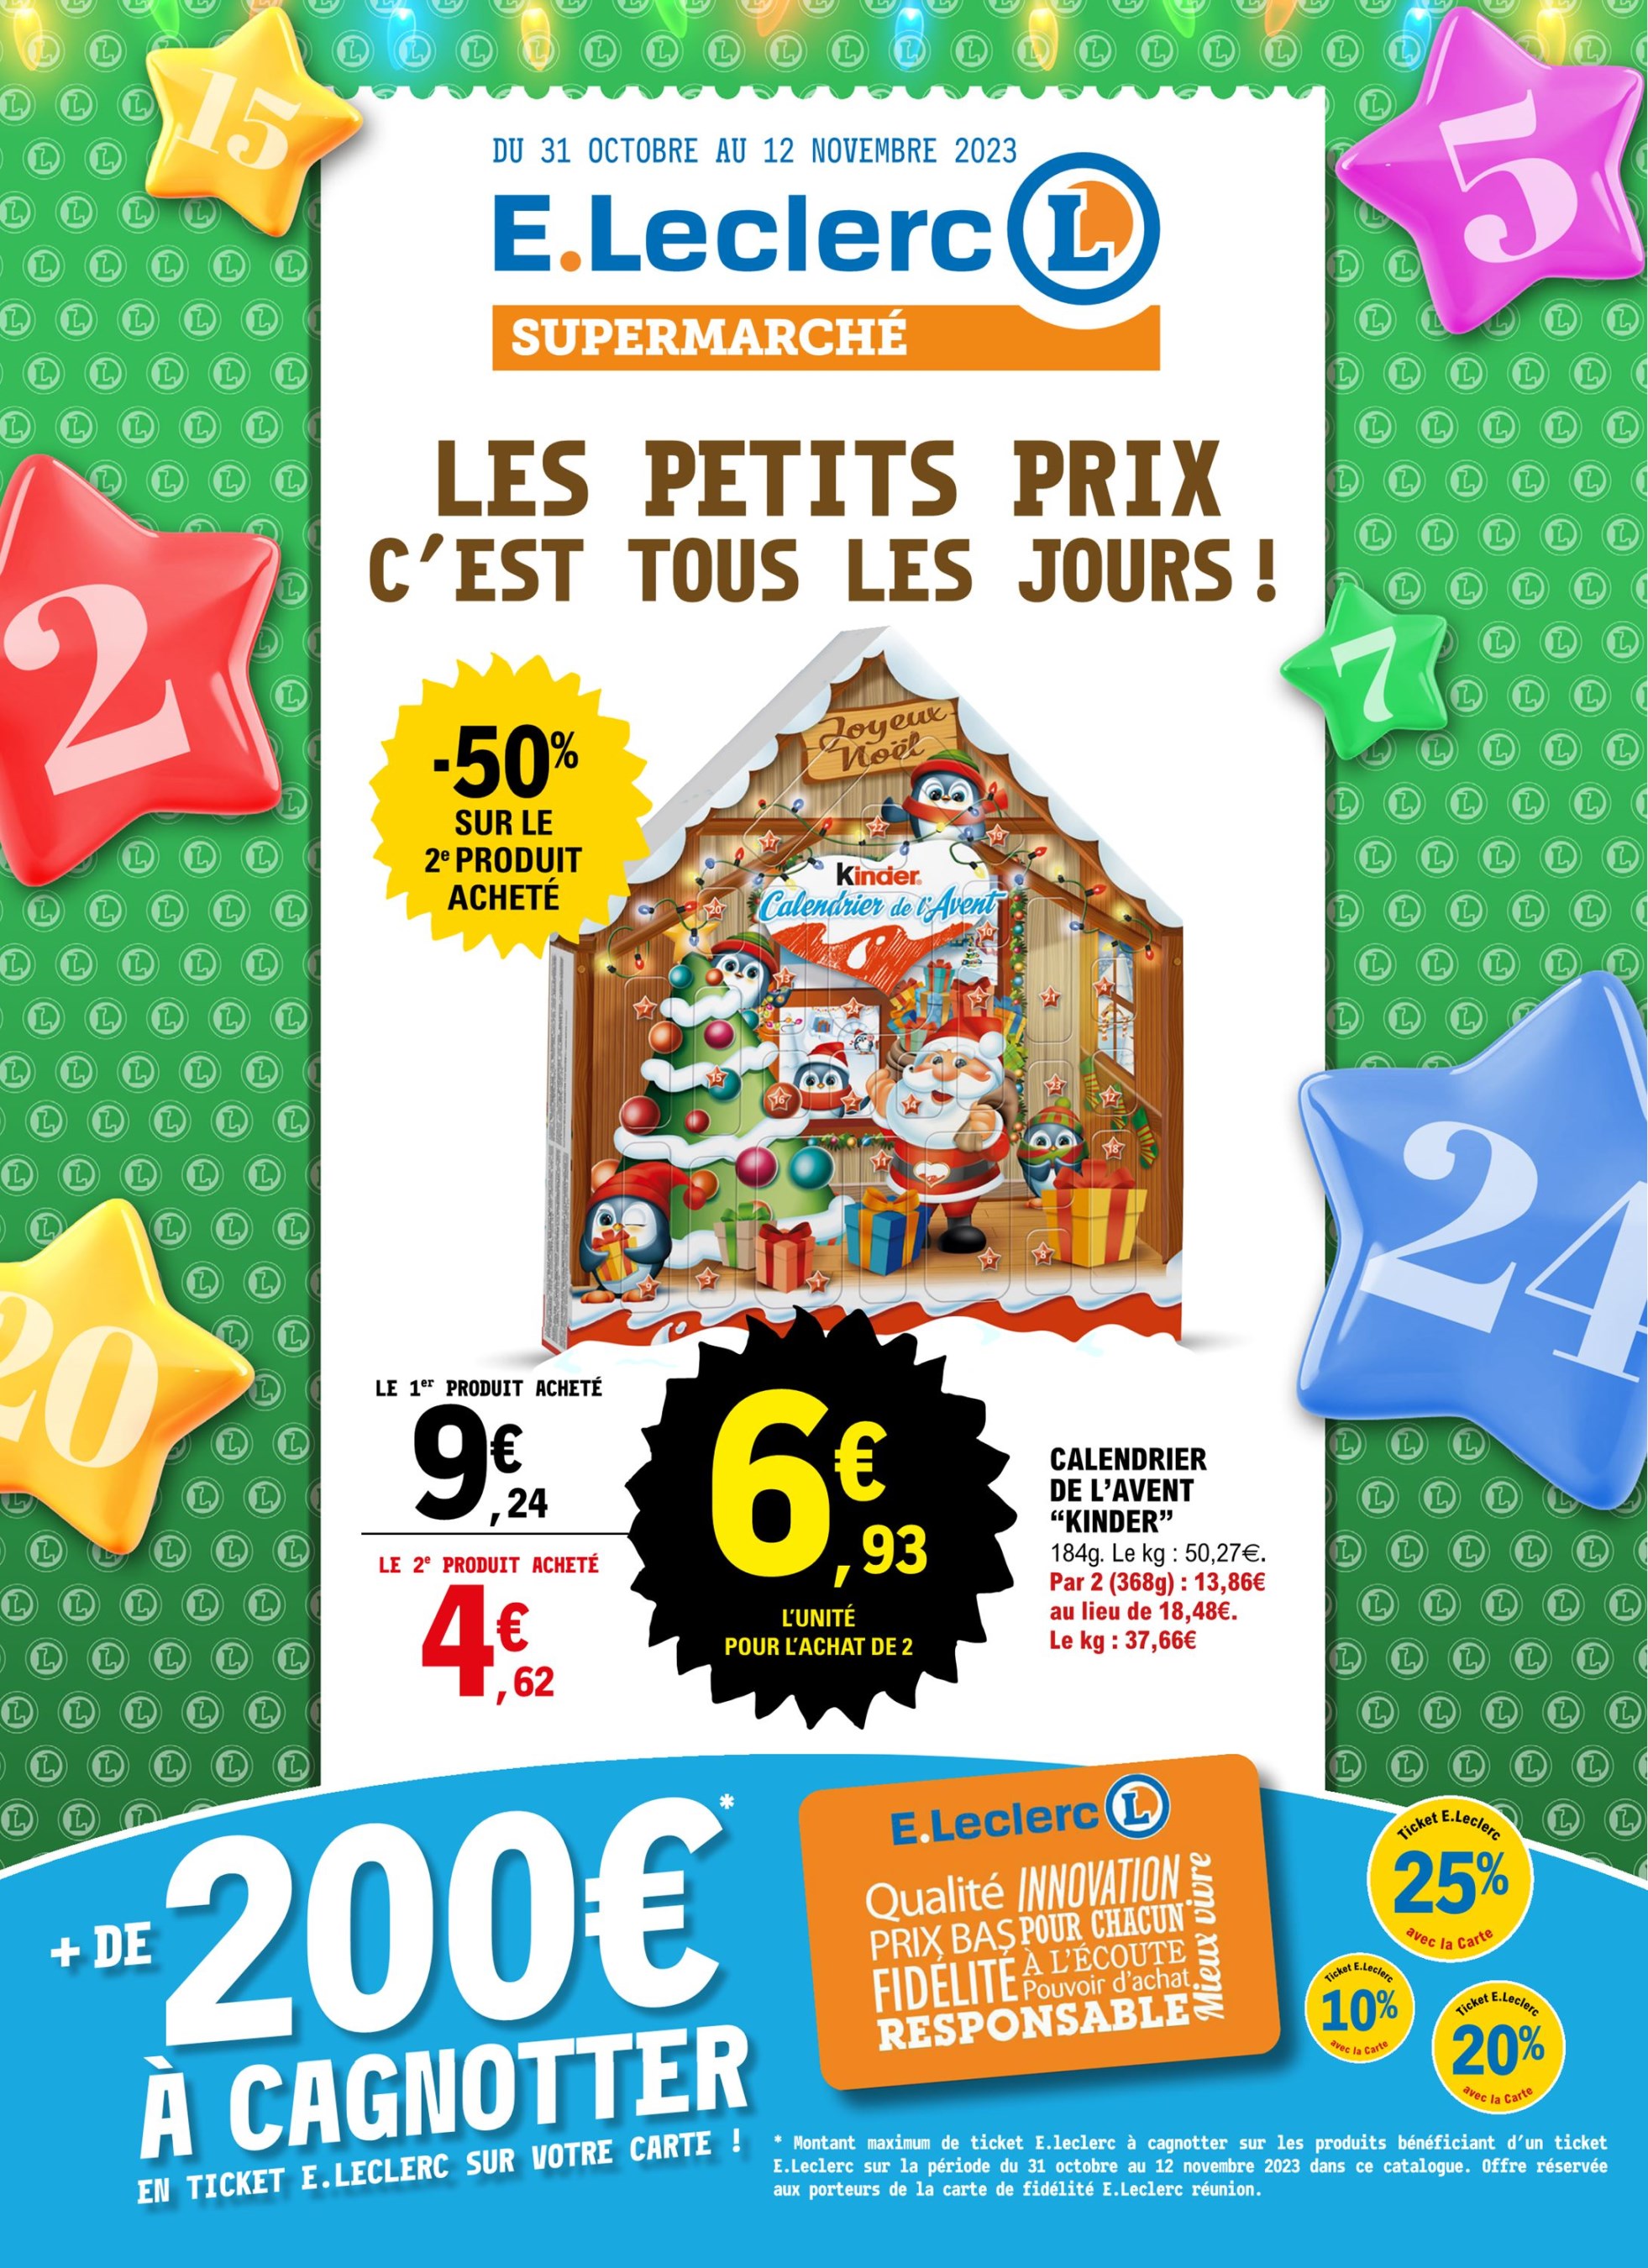 15
5
DU 31 OCTOBRE AU 12 NOVEMBRE 2023
E.Leclerc L
SUPERMARCHÉ
LES PETITS PRIX
C'EST TOUS LES JOURS !
2
7
-50%
SUR LE
2e PRODUIT
ACHETÉ
Joyeux
Noël
Kinder
Calendrier de l'Avent
24
20
LE 1er PRODUIT ACHETÉ
9€,24
LE 2e PRODUIT ACHETÉ
4€,62
6€,93
L'UNITÉ
POUR L'ACHAT DE 2
CALENDRIER
DE L'AVENT
“KINDER”
184g. Le kg : 50,27€.
Par 2 (368g) : 13,86€
au lieu de 18,48€.
Le kg : 37,66€
+ DE 200€*
À CAGNOTTER
EN TICKET E.LECLERC SUR VOTRE CARTE !
E.Leclerc L
Qualité INNOVATION
PRIX BAS POUR CHACUN
FIDÉLITÉ À L'ÉCOUTE
Pouvoir d'achat
RESPONSABLE
Mieux vivre
Ticket E.Leclerc
25%
avec la Carte
Ticket E.Leclerc
10%
avec la Carte
Ticket E.Leclerc
20%
avec la Carte
* Montant maximum de ticket E.leclerc à cagnotter sur les produits bénéficiant d'un ticket
E.Leclerc sur la période du 31 octobre au 12 novembre 2023 dans ce catalogue. Offre réservée
aux porteurs de la carte de fidélité E.Leclerc réunion.